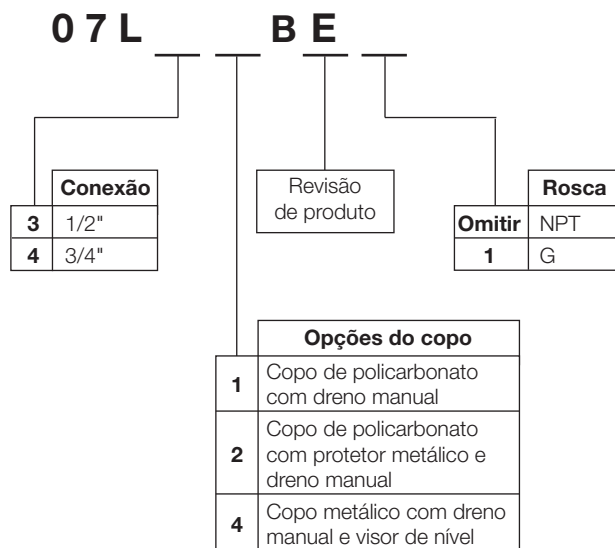 07L BE
Conexão
3 1/2"
4 3/4"
Revisão
de produto
Rosca
Omitir NPT
1 G
Opções do copo
1 Copo de policarbonato
com dreno manual
2 Copo de policarbonato
com protetor metálico e
dreno manual
4 Copo metálico com dreno
manual e visor de nível